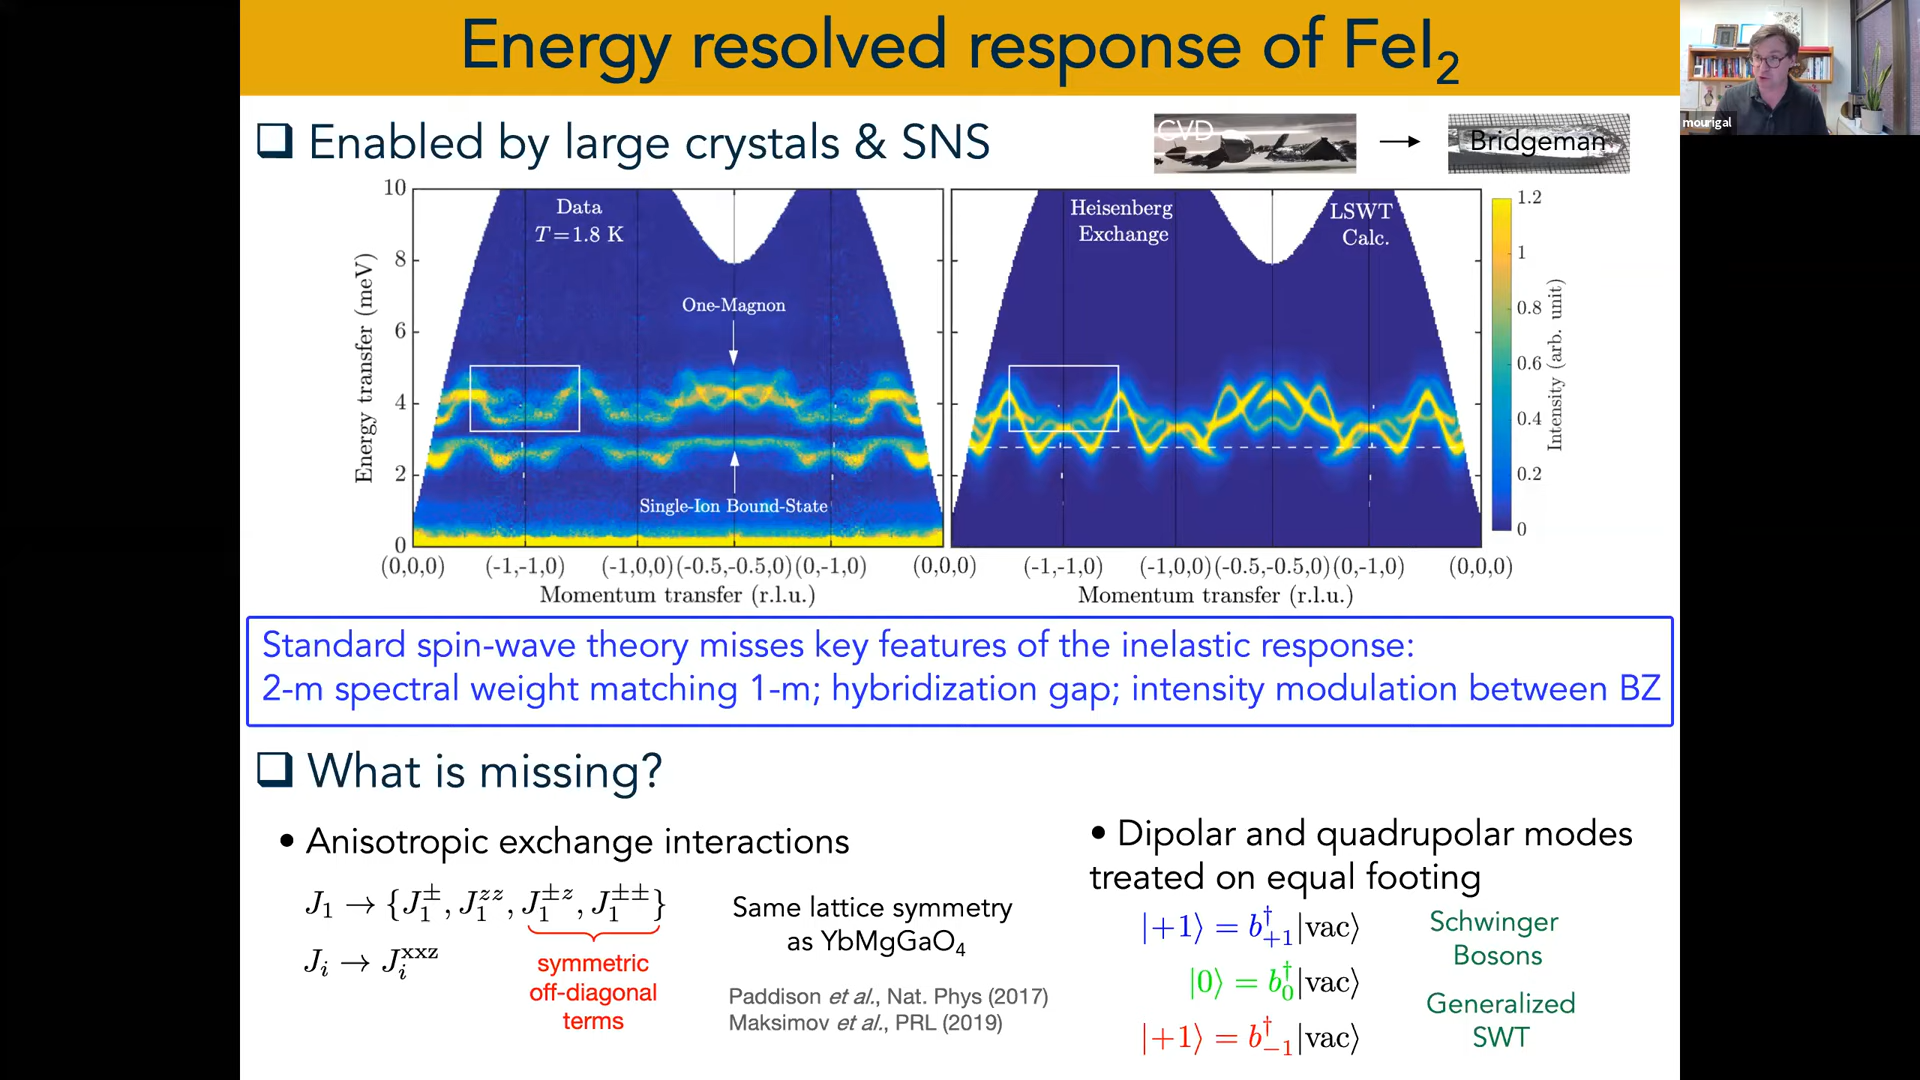 Energy resolved response of FeI₂
mourigal
❑ Enabled by large crystals & SNS
CVD
→
Bridgeman
10
8
6
4
2
0
Energy transfer (meV)
Data
T=1.8 K
One-Magnon
Single-Ion Bound-State
(0,0,0) (-1,-1,0) (-1,0,0) (-0.5,-0.5,0) (0,-1,0) (0,0,0)
Momentum transfer (r.l.u.)
Heisenberg
Exchange
LSWT
Calc.
(-1,-1,0) (-1,0,0) (-0.5,-0.5,0) (0,-1,0) (0,0,0)
Momentum transfer (r.l.u.)
1.2
1
0.8
0.6
0.4
0.2
0
Intensity (arb. unit)
Standard spin-wave theory misses key features of the inelastic response:
2-m spectral weight matching 1-m; hybridization gap; intensity modulation between BZ
❑ What is missing?
• Anisotropic exchange interactions
J₁ → {J₁^±, J₁^zz, J₁^±z, J₁^±±}
J_i → J_i^xxz
symmetric
off-diagonal
terms
Same lattice symmetry
as YbMgGaO₄
Paddison et al., Nat. Phys (2017)
Maksimov et al., PRL (2019)
• Dipolar and quadrupolar modes
treated on equal footing
|+1⟩ = b†₊₁|vac⟩
|0⟩ = b†₀|vac⟩
|+1⟩ = b†₋₁|vac⟩
Schwinger
Bosons
Generalized
SWT